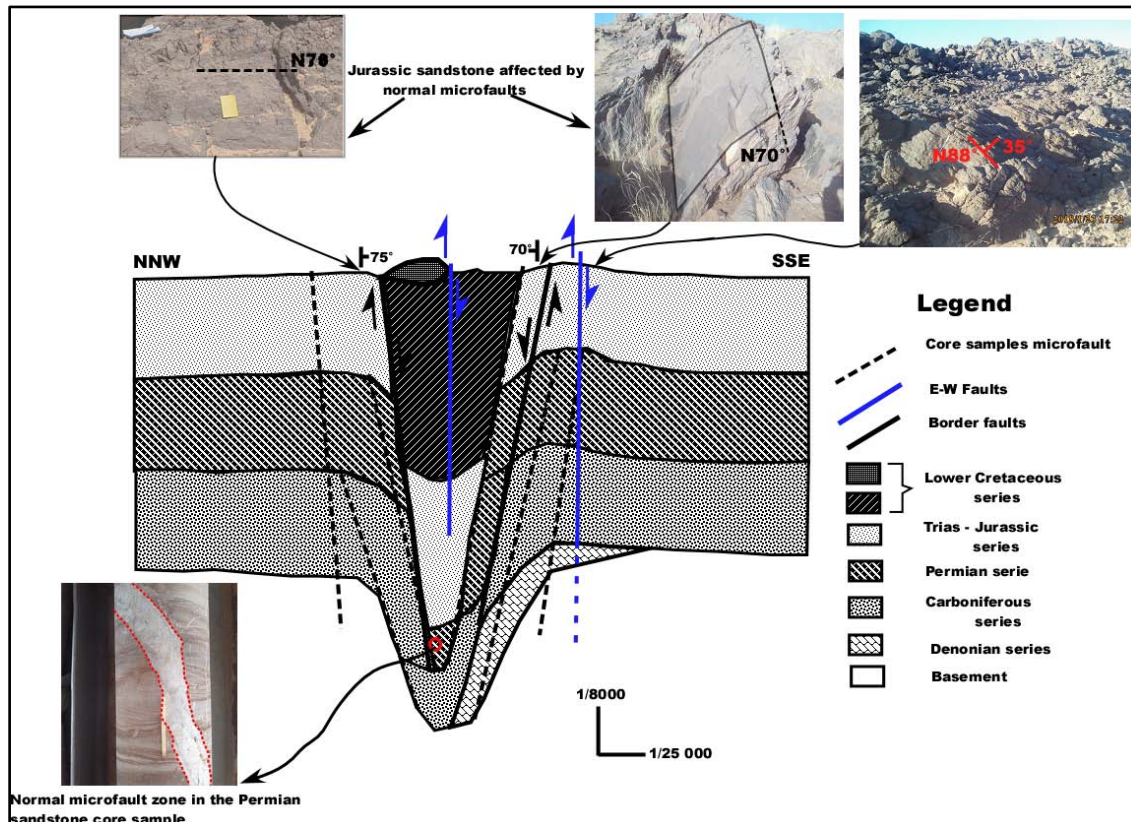 N70°
Jurassic sandstone affected by
normal microfaults
N70°
N88°
35°
NNW
75°
70°
SSE
Legend
Core samples microfault
E-W Faults
Border faults
Lower Cretaceous
series
Trias - Jurassic
series
Permian serie
Carboniferous
series
Denonian series
Basement
1/8000
1/25 000
Normal microfault zone in the Permian
sandstone core sample